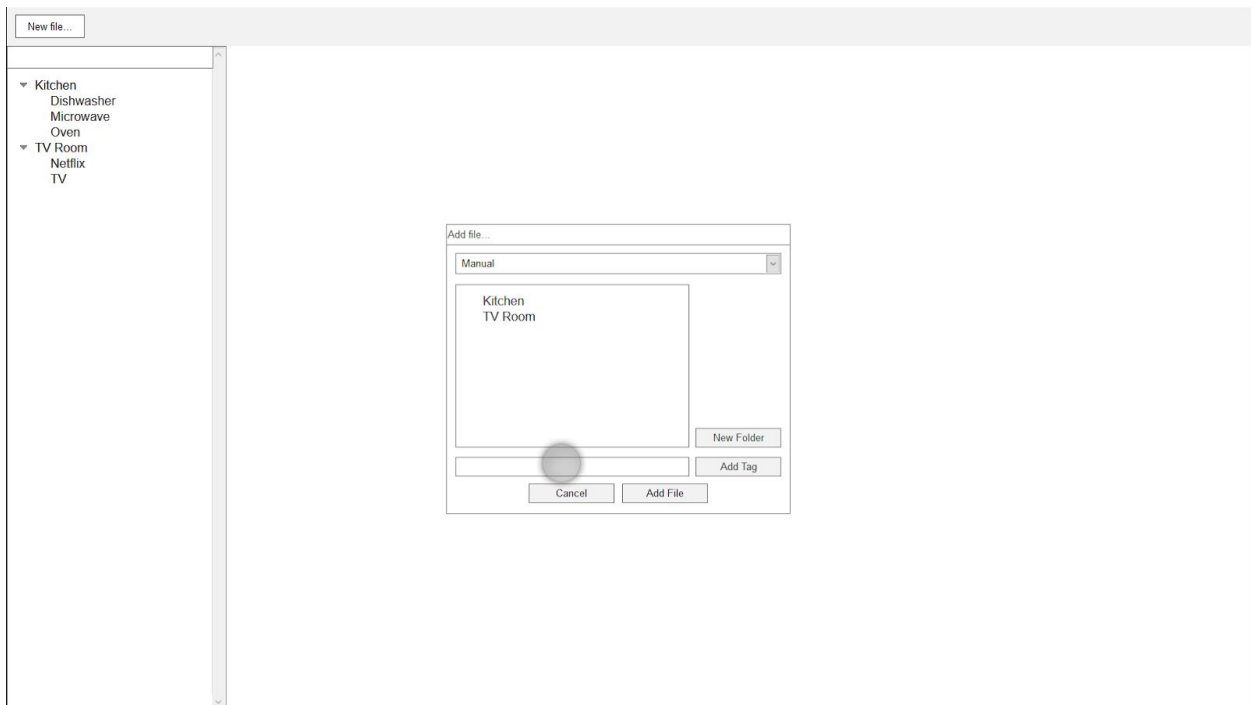 New file...
Kitchen
Dishwasher
Microwave
Oven
TV Room
Netflix
TV
Add file...
Manual
Kitchen
TV Room
New Folder
Add Tag
Cancel
Add File